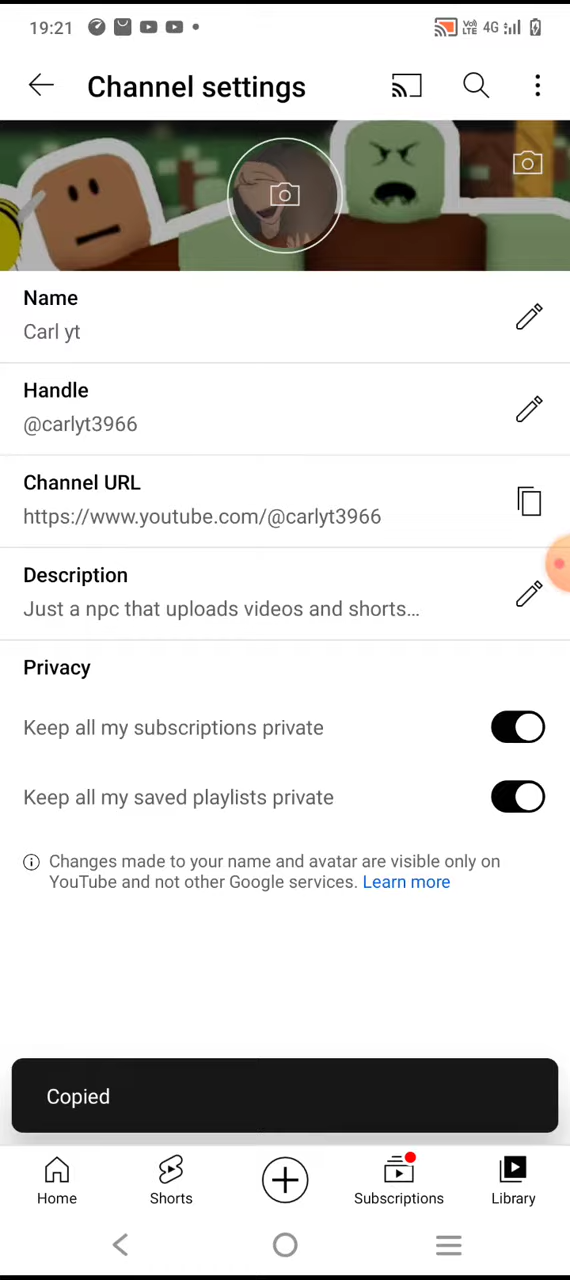 19:21
Vo)
LTE 4G
Channel settings
Name
Carl yt
Handle
@carlyt3966
Channel URL
https://www.youtube.com/@carlyt3966
Description
Just a npc that uploads videos and shorts...
Privacy
Keep all my subscriptions private
Keep all my saved playlists private
Changes made to your name and avatar are visible only on
YouTube and not other Google services. Learn more
Copied
Home Shorts Subscriptions Library